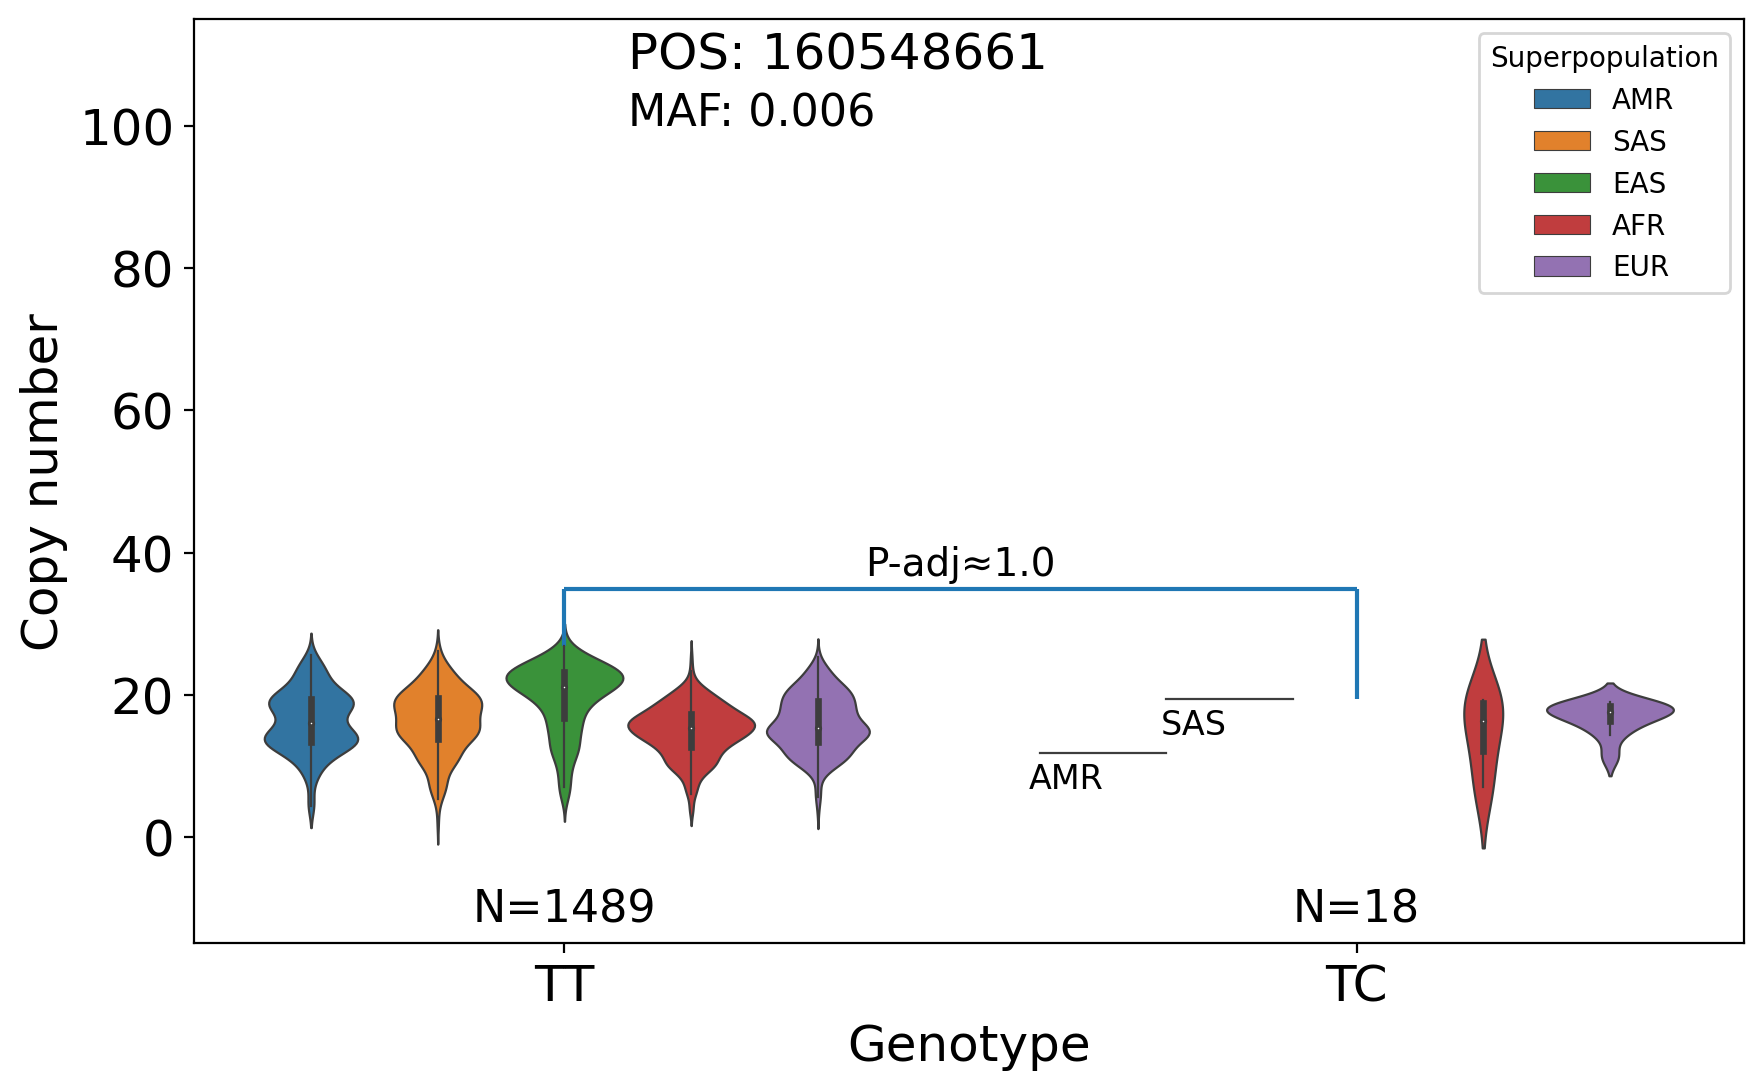 POS: 160548661
MAF: 0.006
Superpopulation
AMR
SAS
EAS
AFR
EUR
100
80
60
40
20
0
Copy number
P-adj≈1.0
SAS
AMR
N=1489
N=18
TT
TC
Genotype